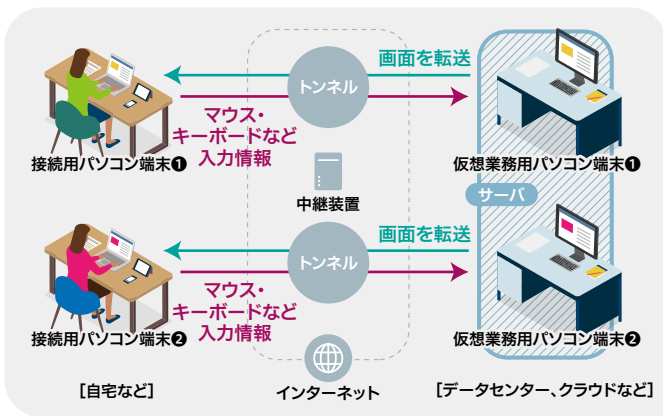 画面を転送
トンネル
マウス・
キーボードなど
入力情報
接続用パソコン端末❶
仮想業務用パソコン端末❶
サーバ
中継装置
画面を転送
トンネル
マウス・
キーボードなど
入力情報
接続用パソコン端末❷
仮想業務用パソコン端末❷
[自宅など]
インターネット
[データセンター、クラウドなど]